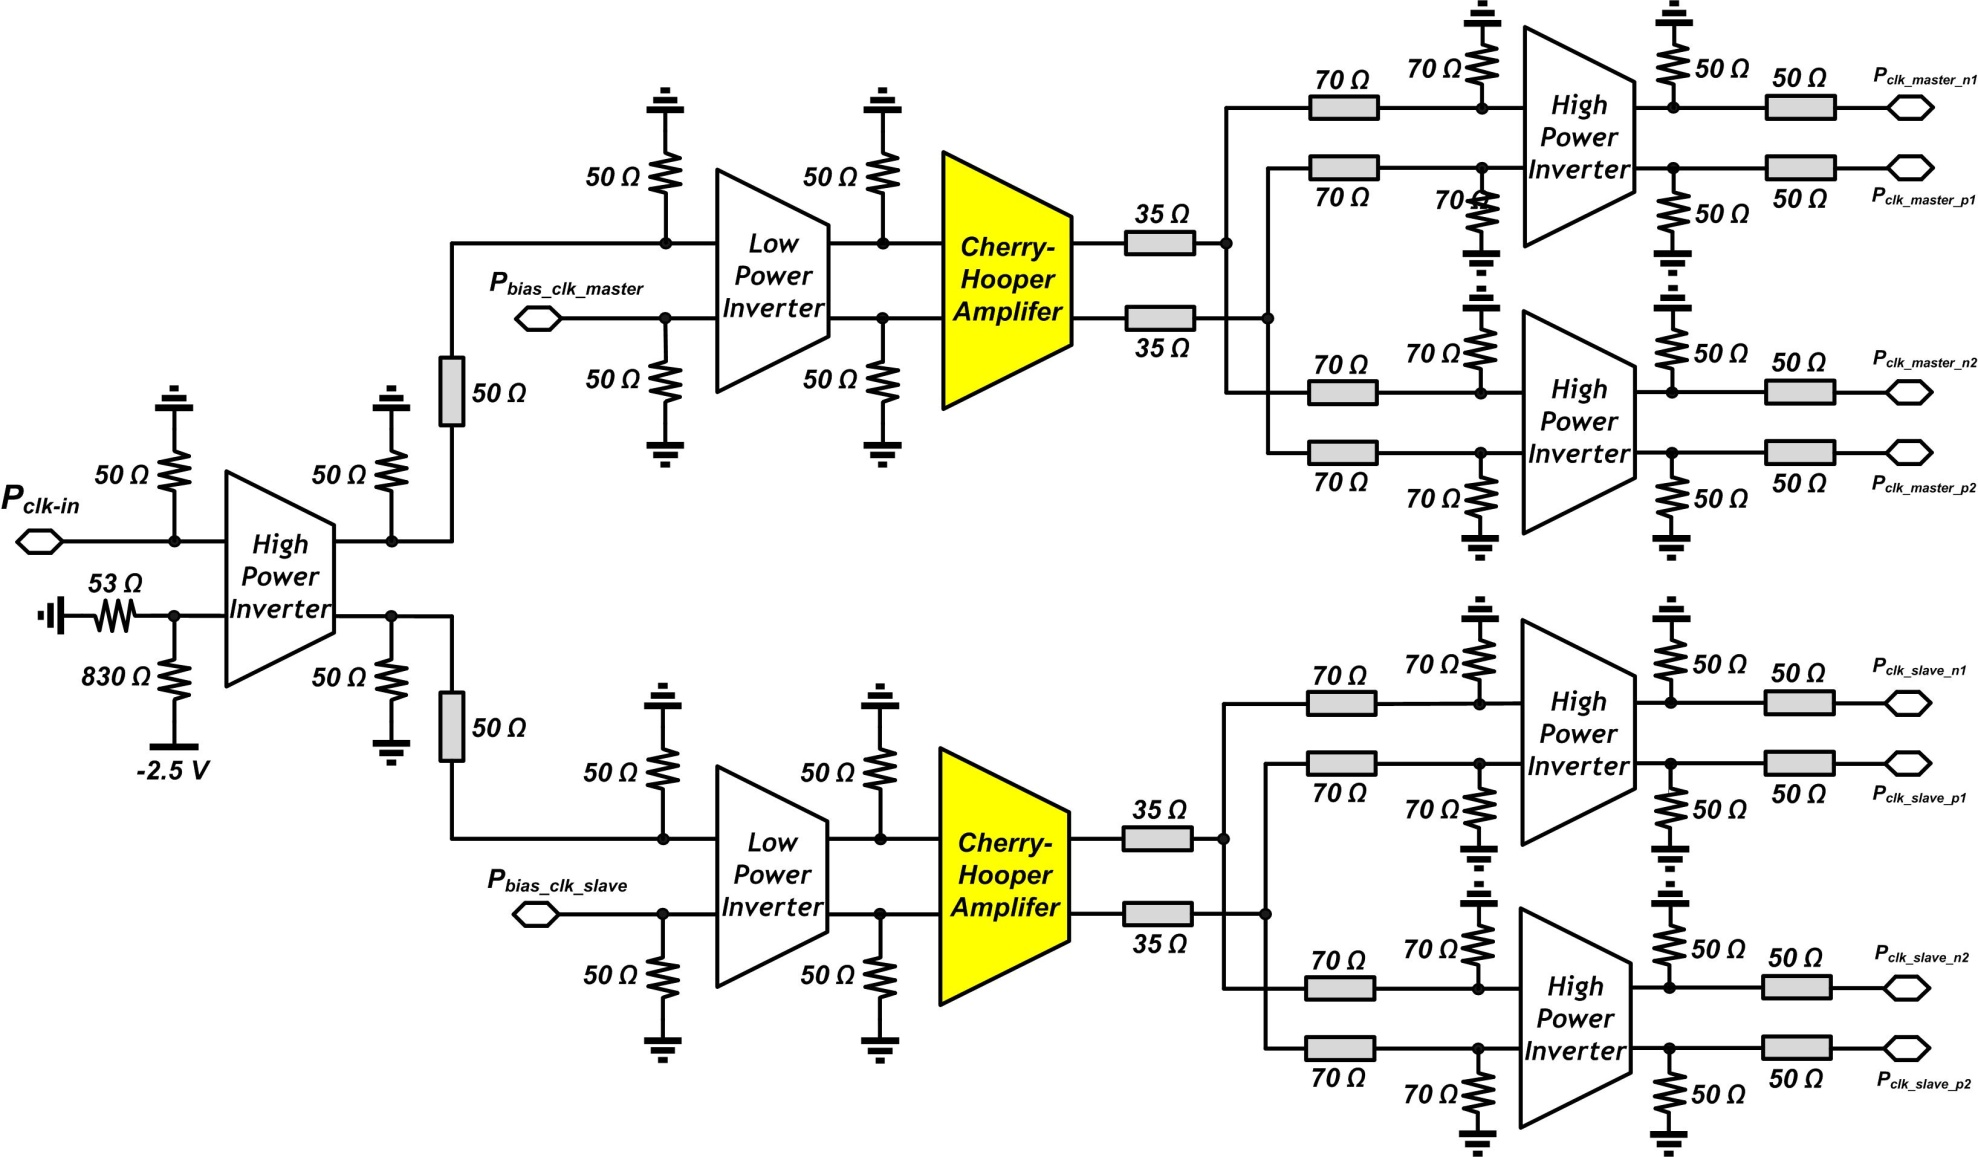 70 Ω
70 Ω
50 Ω
50 Ω
Pclk_master_n1
High
Power
Inverter
70 Ω
70 Ω
50 Ω
50 Ω
Pclk_master_p1
50 Ω
50 Ω
Low
Power
Inverter
Cherry-
Hooper
Amplifer
35 Ω
35 Ω
Pbias_clk_master
50 Ω
50 Ω
70 Ω
70 Ω
50 Ω
50 Ω
Pclk_master_n2
High
Power
Inverter
70 Ω
70 Ω
50 Ω
50 Ω
Pclk_master_p2
50 Ω
50 Ω
50 Ω
Pclk-in
High
Power
Inverter
53 Ω
830 Ω
50 Ω
-2.5 V
50 Ω
70 Ω
70 Ω
50 Ω
50 Ω
Pclk_slave_n1
High
Power
Inverter
70 Ω
70 Ω
50 Ω
50 Ω
Pclk_slave_p1
50 Ω
50 Ω
Low
Power
Inverter
Cherry-
Hooper
Amplifer
35 Ω
35 Ω
Pbias_clk_slave
50 Ω
50 Ω
70 Ω
70 Ω
50 Ω
50 Ω
Pclk_slave_n2
High
Power
Inverter
70 Ω
70 Ω
50 Ω
50 Ω
Pclk_slave_p2